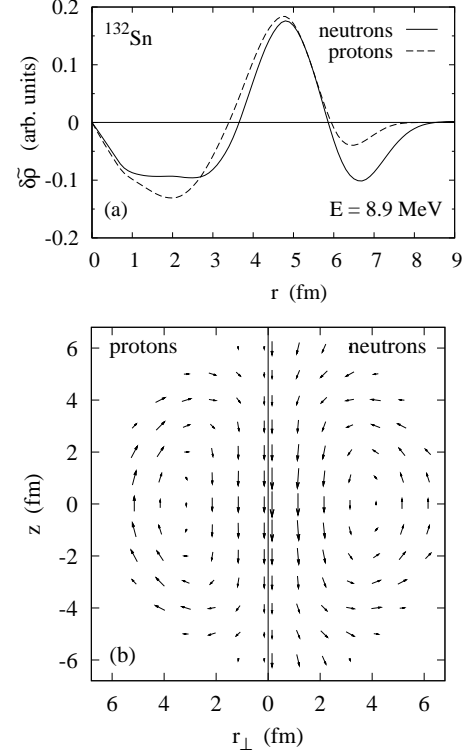 0.2
¹³²Sn
neutrons
protons
0.1
0
-0.1
-0.2
δρ̃ (arb. units)
(a)
E = 8.9 MeV
0 1 2 3 4 5 6 7 8 9
r (fm)
protons
neutrons
6
4
2
0
-2
-4
-6
z (fm)
(b)
6 4 2 0 2 4 6
r⊥ (fm)